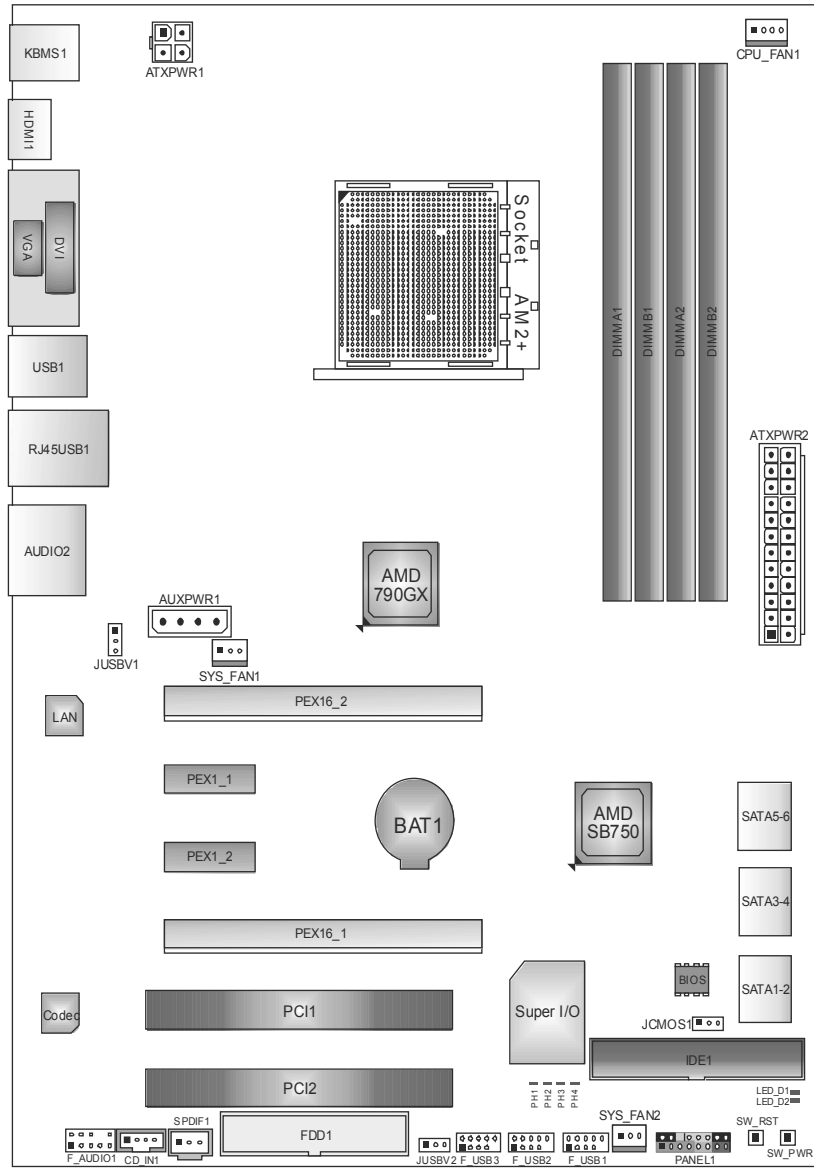 KBMS1
ATXPWR1
CPU_FAN1
HDMI1
VGA
DVI
Socket AM2+
DIMMA1
DIMMB1
DIMMA2
DIMMB2
USB1
RJ45USB1
ATXPWR2
AUDIO2
AMD
790GX
AUXPWR1
JUSBV1
SYS_FAN1
LAN
PEX16_2
PEX1_1
BAT1
AMD
SB750
SATA5-6
PEX1_2
SATA3-4
PEX16_1
BIOS
SATA1-2
Codec
PCI1
Super I/O
JCMOS1
IDE1
PCI2
PH1
PH2
PH3
PH4
LED_D1
LED_D2
SPDIF1
FDD1
SYS_FAN2
SW_RST
F_AUDIO1
CD_IN1
JUSBV2
F_USB3
F_USB2
F_USB1
PANEL1
SW_PWR